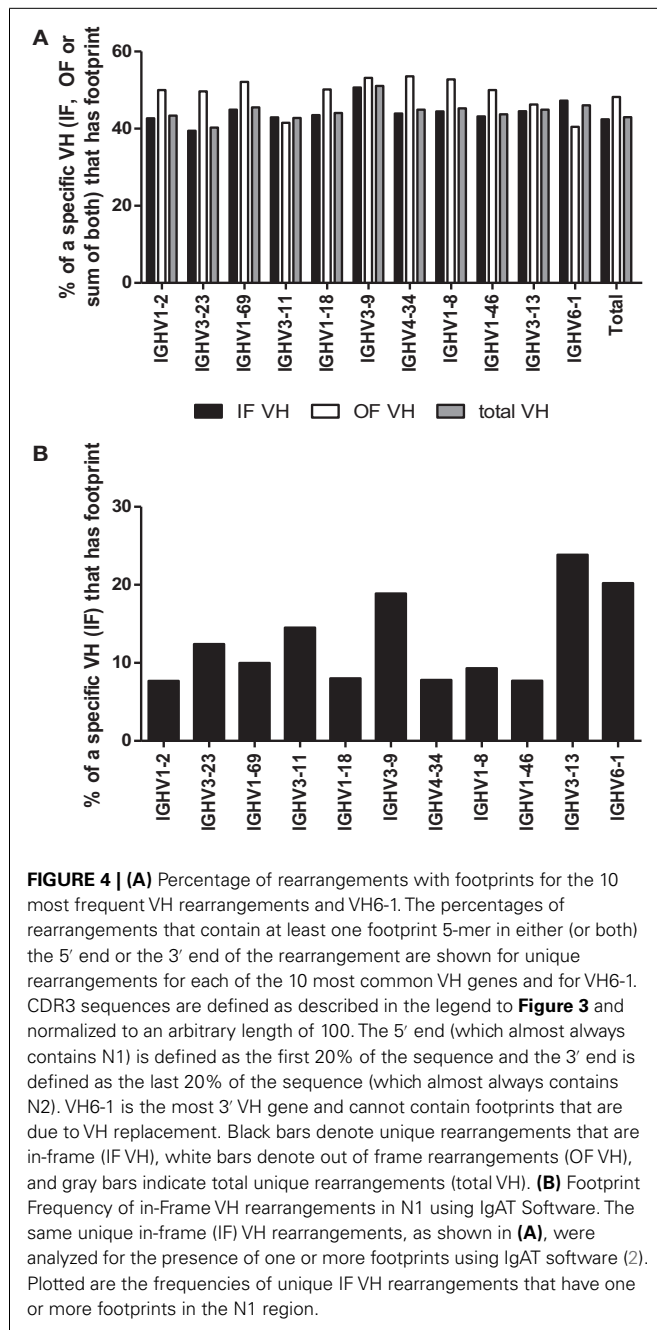 A
% of a specific VH (IF, OF or
sum of both) that has footprint
60
40
20
0
IGHV1-2
IGHV3-23
IGHV1-69
IGHV3-11
IGHV1-18
IGHV3-9
IGHV4-34
IGHV1-8
IGHV1-46
IGHV3-13
IGHV6-1
Total
IF VH
OF VH
total VH
B
% of a specific VH (IF) that has footprint
30
20
10
0
IGHV1-2
IGHV3-23
IGHV1-69
IGHV3-11
IGHV1-18
IGHV3-9
IGHV4-34
IGHV1-8
IGHV1-46
IGHV3-13
IGHV6-1
FIGURE 4 | (A) Percentage of rearrangements with footprints for the 10
most frequent VH rearrangements and VH6-1. The percentages of
rearrangements that contain at least one footprint 5-mer in either (or both)
the 5′ end or the 3′ end of the rearrangement are shown for unique
rearrangements for each of the 10 most common VH genes and for VH6-1.
CDR3 sequences are defined as described in the legend to Figure 3 and
normalized to an arbitrary length of 100. The 5′ end (which almost always
contains N1) is defined as the first 20% of the sequence and the 3′ end is
defined as the last 20% of the sequence (which almost always contains
N2). VH6-1 is the most 3′ VH gene and cannot contain footprints that are
due to VH replacement. Black bars denote unique rearrangements that are
in-frame (IF VH), white bars denote out of frame rearrangements (OF VH),
and gray bars indicate total unique rearrangements (total VH). (B) Footprint
Frequency of in-Frame VH rearrangements in N1 using IgAT Software. The
same unique in-frame (IF) VH rearrangements, as shown in (A), were
analyzed for the presence of one or more footprints using IgAT software (2).
Plotted are the frequencies of unique IF VH rearrangements that have one
or more footprints in the N1 region.